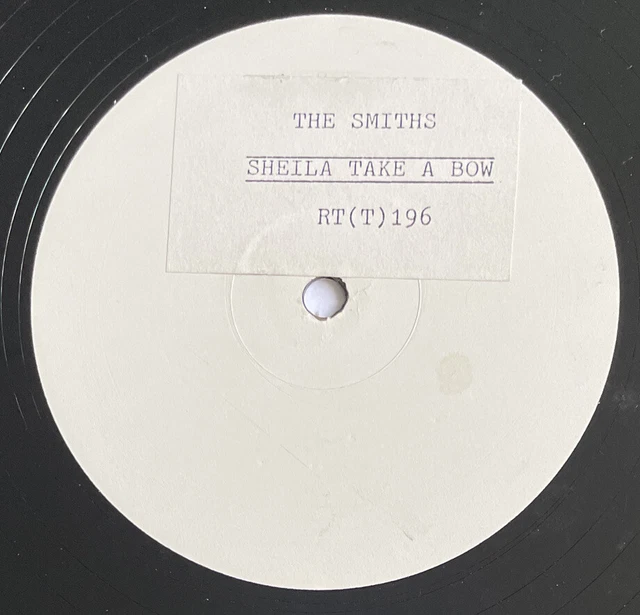 THE SMITHS
SHEILA TAKE A BOW
RT(T)196